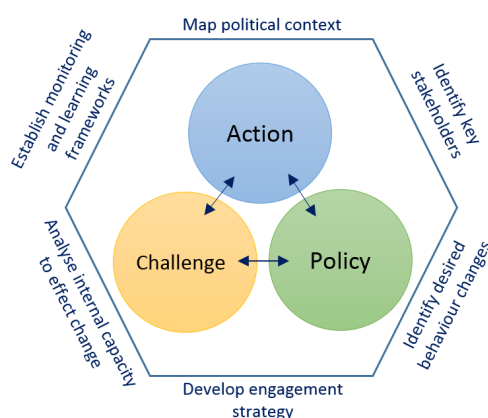 Map political context
Identify key
stakeholders
Identify desired
behaviour changes
Develop engagement
strategy
Analyse internal capacity
to effect change
Establish monitoring
and learning
frameworks
Action
Challenge
Policy